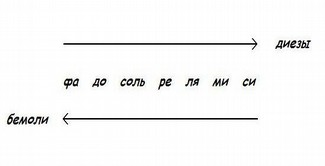 диезы
фа до соль ре ля ми си
бемоли